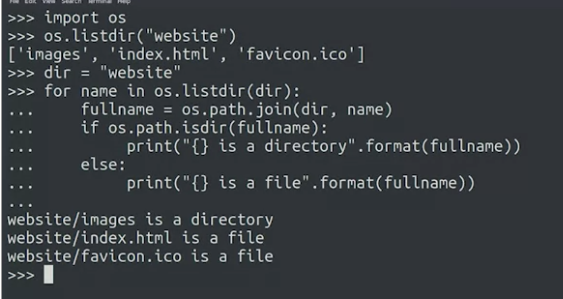 File Edit View Search Terminal Help
>>> import os
>>> os.listdir("website")
['images', 'index.html', 'favicon.ico']
>>> dir = "website"
>>> for name in os.listdir(dir):
...     fullname = os.path.join(dir, name)
...     if os.path.isdir(fullname):
...         print("{} is a directory".format(fullname))
...     else:
...         print("{} is a file".format(fullname))
...
website/images is a directory
website/index.html is a file
website/favicon.ico is a file
>>>